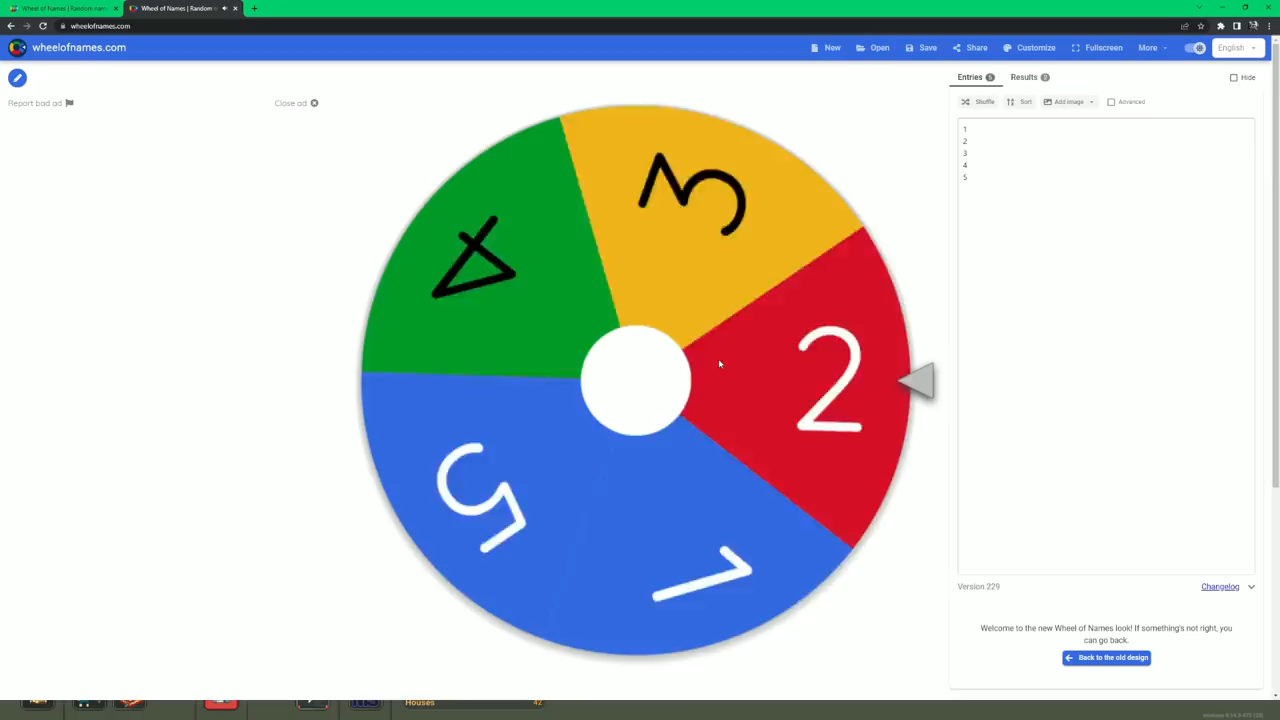 Wheel of Names | Random nam
Wheel of Names | Random n
wheelofnames.com
wheelofnames.com
New
Open
Save
Share
Customize
Fullscreen
More
English
Report bad ad
Close ad
Entries 5
Results 2
Hide
Shuffle
Sort
Add image
Advanced
1
2
3
4
5
3
4
2
5
1
Version 229
Changelog
Welcome to the new Wheel of Names look! If something's not right, you
can go back.
Back to the old design
Houses
42